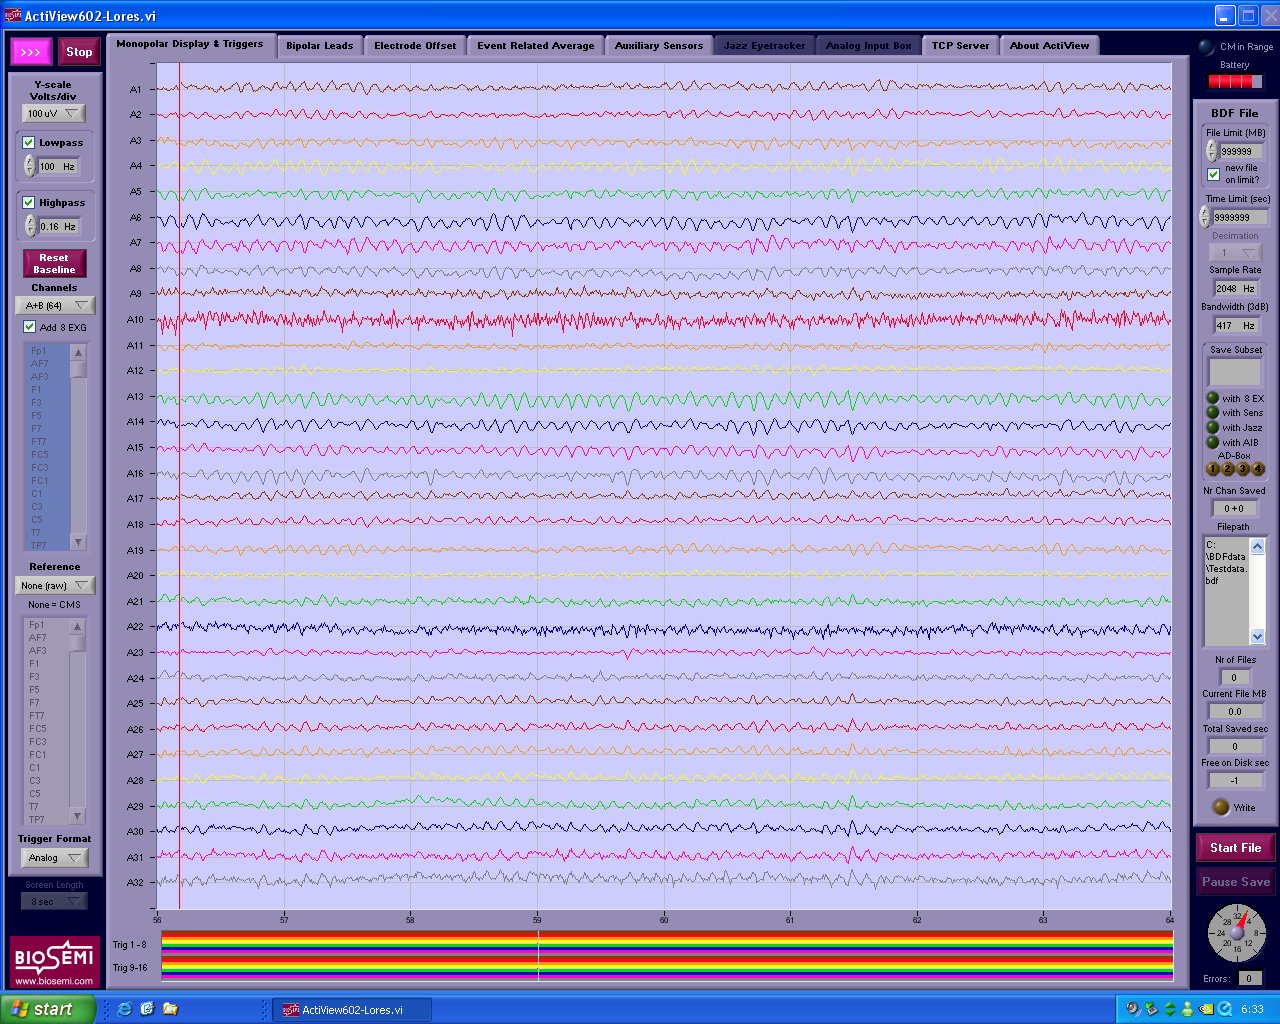 ActiView602-Lores.vi
>>>
Stop
Monopolar Display & Triggers
Bipolar Leads
Electrode Offset
Event Related Average
Auxiliary Sensors
Jazz Eyetracker
Analog Input Box
TCP Server
About ActiView
Y-scale
Volts/div
100 uV
Lowpass
100 Hz
Highpass
0.16 Hz
Reset
Baseline
Channels
A+B (64)
Add 8 EXG
Fp1
AF7
AF3
F1
F3
F5
F7
FT7
FC5
FC3
FC1
C1
C3
C5
T7
TP7
Reference
None (raw)
None = CMS
Fp1
AF7
AF3
F1
F3
F5
F7
FT7
FC5
FC3
FC1
C1
C3
C5
T7
TP7
Trigger Format
Analog
Screen Length
8 sec
BIOSEMI
www.biosemi.com
A1
A2
A3
A4
A5
A6
A7
A8
A9
A10
A11
A12
A13
A14
A15
A16
A17
A18
A19
A20
A21
A22
A23
A24
A25
A26
A27
A28
A29
A30
A31
A32
56 57 58 59 60 61 62 63 64
Trig 1-8
Trig 9-16
CM in Range
Battery
BDF File
File Limit (MB)
999999
new file
on limit?
Time Limit (sec)
9999999
Decimation
1
Sample Rate
2048 Hz
Bandwidth (3dB)
417 Hz
Save Subset
with 8 EX
with Sens
with Jazz
with AIB
AD-Box
1 2 3 4
Nr Chan Saved
0+0
Filepath
C:
\BDFdata
\Testdata.
bdf
Nr of Files
0
Current File MB
0.0
Total Saved sec
0
Free on Disk sec
-1
Write
Start File
Pause Save
32 4 8 12 16 20 24 28
Errors: 0
start
ActiView602-Lores.vi
6:33